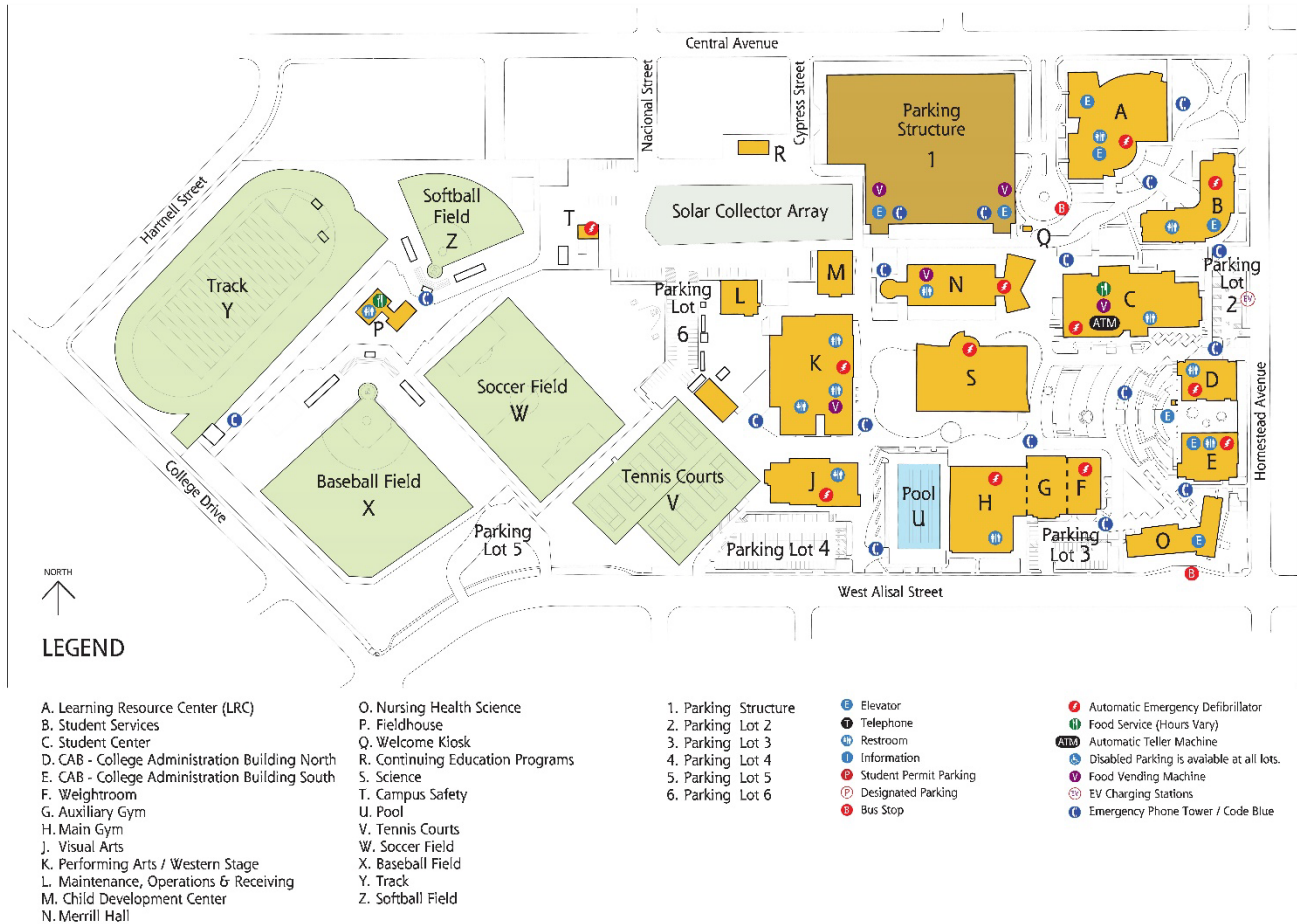 Central Avenue
Nacional Street
Cypress Street
Hartnell Street
College Drive
Homestead Avenue
West Alisal Street
Parking
Structure
1
E
A
E
C
V
V
E
C
C
E
B
C
B
E
C
Q
R
Softball
Field
Z
T
Solar Collector Array
Track
Y
P
C
C
Parking
Lot
6
L
M
C
V
N
C
C
V
ATM
Parking
Lot
2
EV
C
Soccer Field
W
K
V
C
C
S
C
E
D
C
E
E
C
Baseball Field
X
Tennis Courts
V
J
Pool
U
H
G
F
C
C
O
E
B
Parking
Lot 5
Parking Lot 4
Parking
Lot 3
NORTH
LEGEND
A. Learning Resource Center (LRC)
B. Student Services
C. Student Center
D. CAB - College Administration Building North
E. CAB - College Administration Building South
F. Weightroom
G. Auxiliary Gym
H. Main Gym
J. Visual Arts
K. Performing Arts / Western Stage
L. Maintenance, Operations & Receiving
M. Child Development Center
N. Merrill Hall
O. Nursing Health Science
P. Fieldhouse
Q. Welcome Kiosk
R. Continuing Education Programs
S. Science
T. Campus Safety
U. Pool
V. Tennis Courts
W. Soccer Field
X. Baseball Field
Y. Track
Z. Softball Field
1. Parking Structure
2. Parking Lot 2
3. Parking Lot 3
4. Parking Lot 4
5. Parking Lot 5
6. Parking Lot 6
E Elevator
T Telephone
Restroom
I Information
P Student Permit Parking
P Designated Parking
B Bus Stop
Automatic Emergency Defibrillator
Food Service (Hours Vary)
ATM Automatic Teller Machine
Disabled Parking is avaiable at all lots.
V Food Vending Machine
EV EV Charging Stations
C Emergency Phone Tower / Code Blue